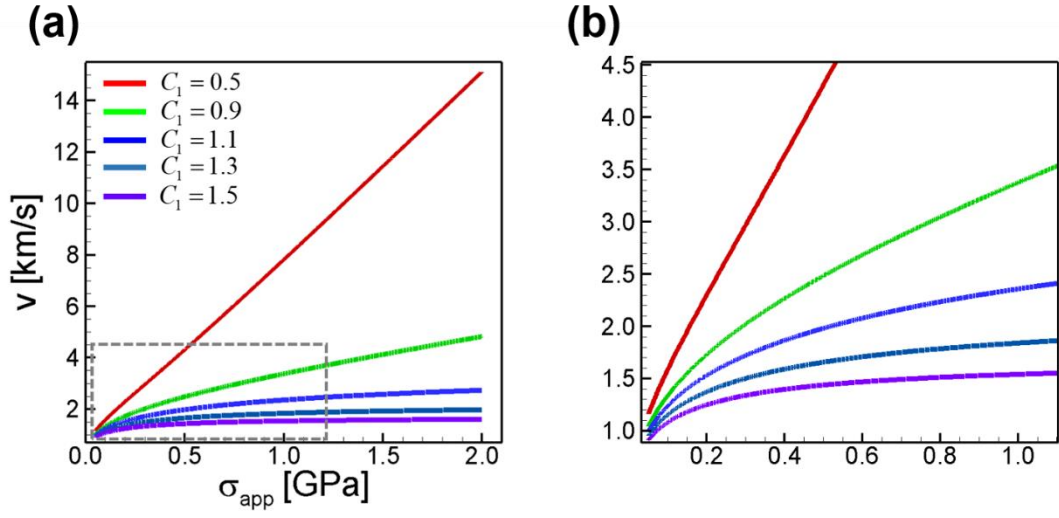 (a)
(b)
C₁ = 0.5
C₁ = 0.9
C₁ = 1.1
C₁ = 1.3
C₁ = 1.5
v [km/s]
14
12
10
8
6
4
2
0.0 0.5 1.0 1.5 2.0
σapp [GPa]
4.5
4.0
3.5
3.0
2.5
2.0
1.5
1.0
0.2 0.4 0.6 0.8 1.0